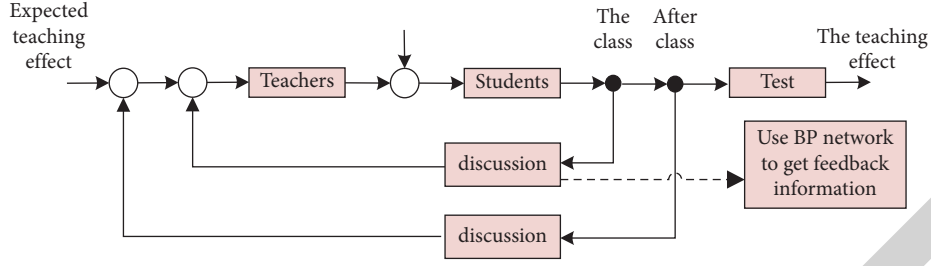 Expected
teaching
effect
The
class
After
class
The teaching
effect
Teachers
Students
Test
discussion
Use BP network
to get feedback
information
discussion